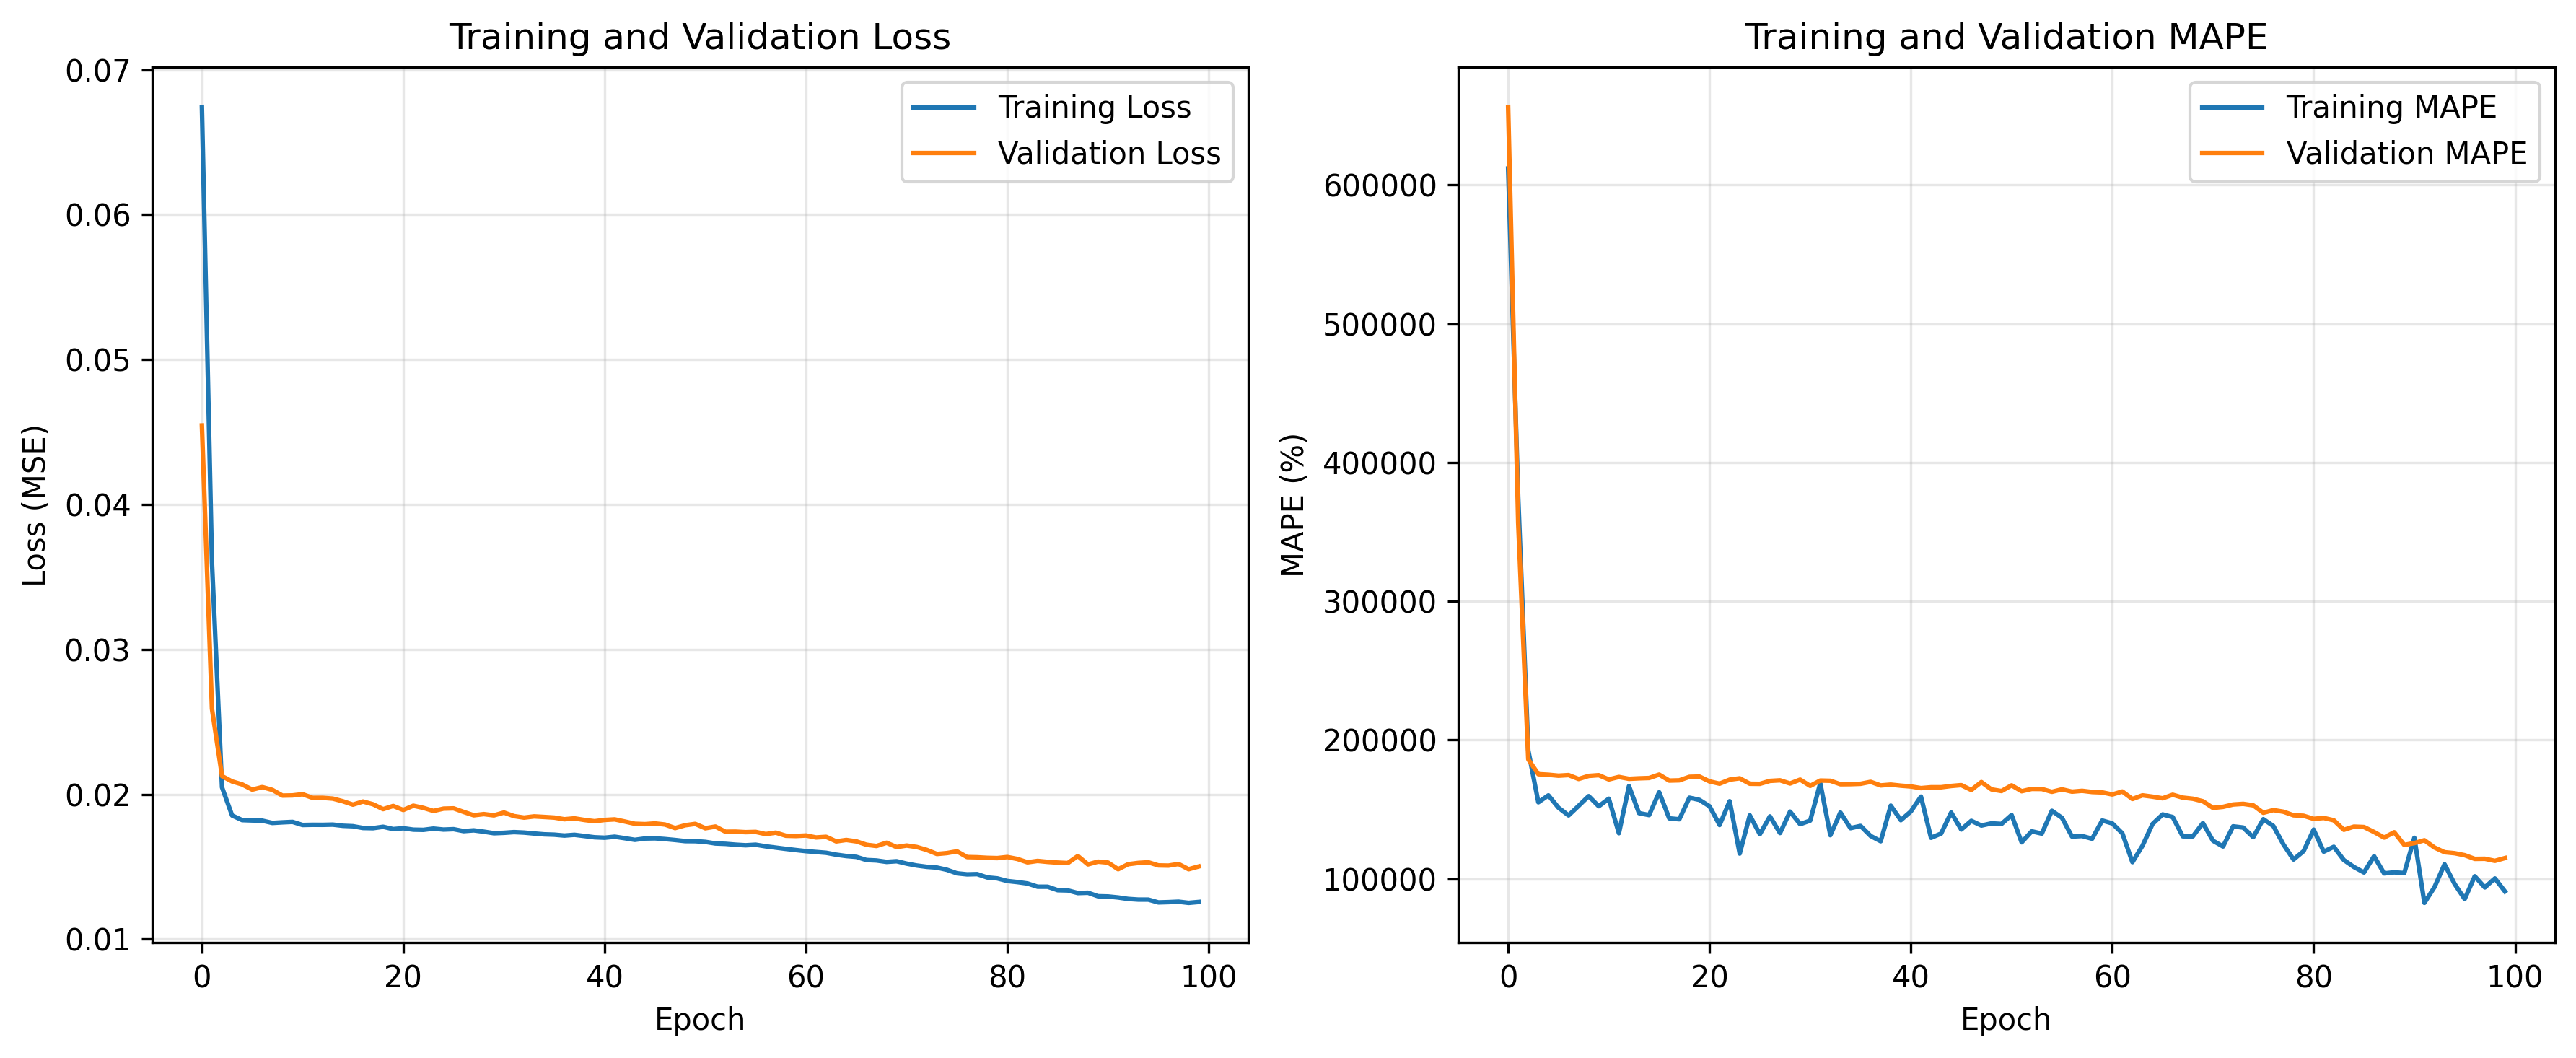 Training and Validation Loss
0.07
0.06
0.05
0.04
0.03
0.02
0.01
Loss (MSE)
0 20 40 60 80 100
Epoch
Training Loss
Validation Loss
Training and Validation MAPE
600000
500000
400000
300000
200000
100000
MAPE (%)
0 20 40 60 80 100
Epoch
Training MAPE
Validation MAPE